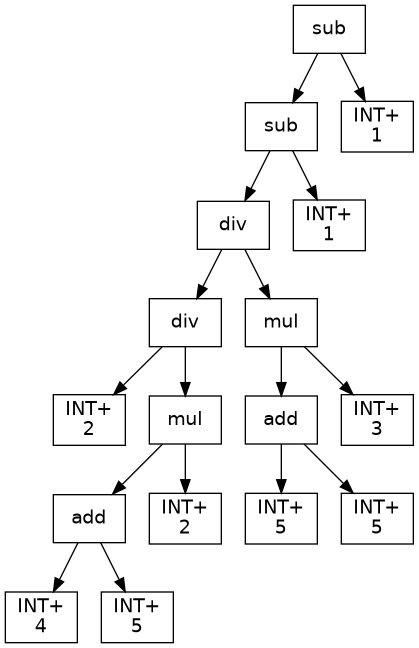 sub
sub
INT+
1
div
INT+
1
div
mul
INT+
2
mul
add
INT+
3
add
INT+
2
INT+
5
INT+
5
INT+
4
INT+
5